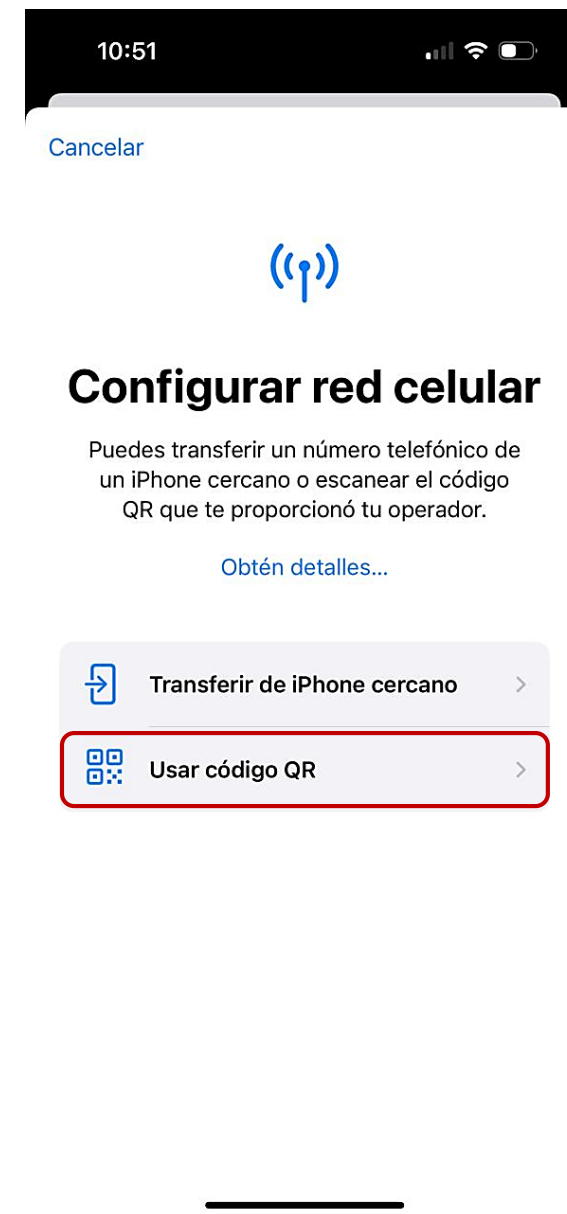 10:51
Cancelar
Configurar red celular
Puedes transferir un número telefónico de
un iPhone cercano o escanear el código
QR que te proporcionó tu operador.
Obtén detalles...
Transferir de iPhone cercano
Usar código QR